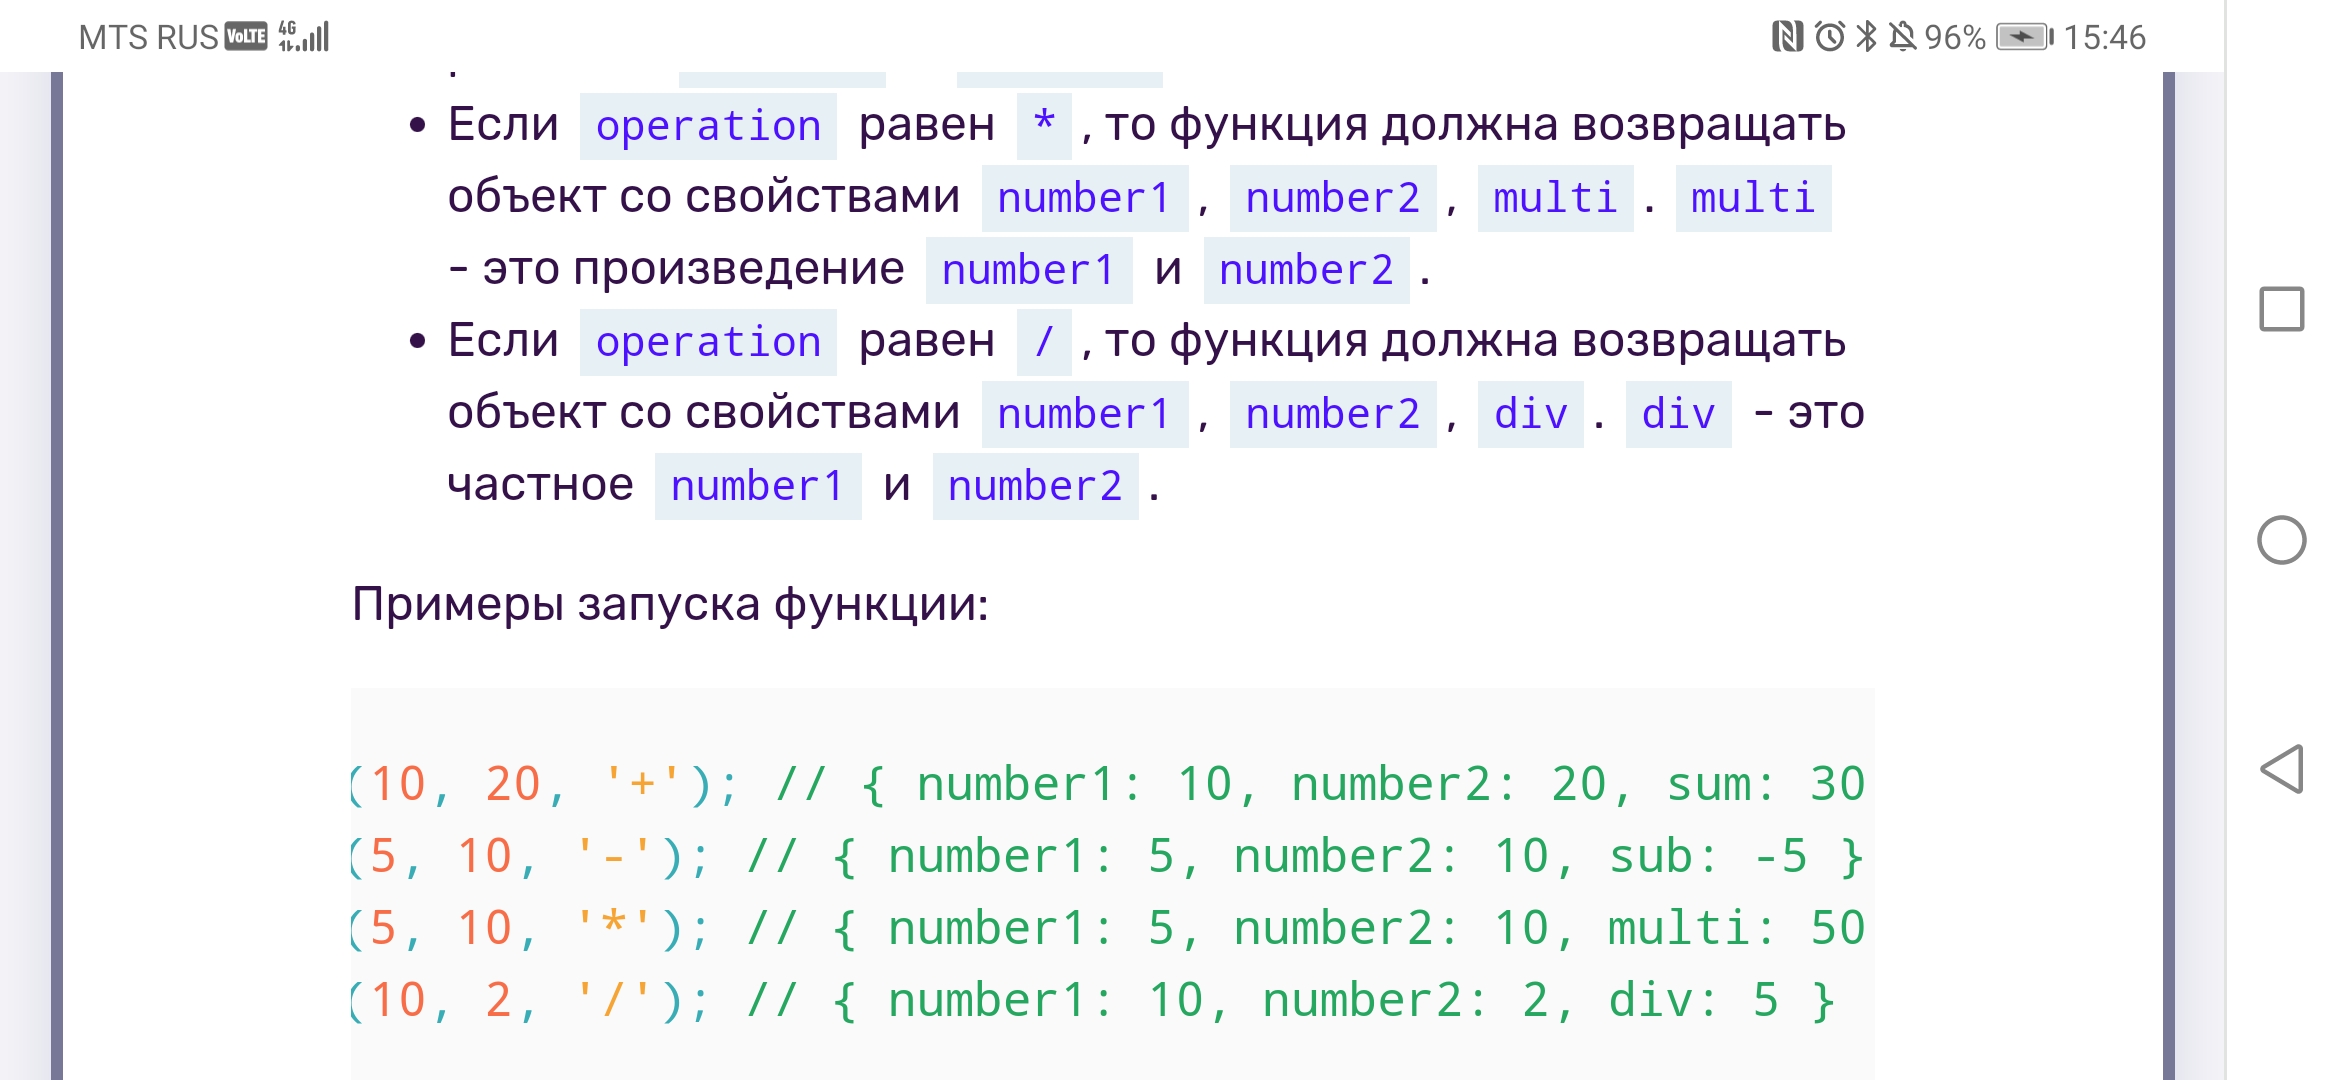 MTS RUS VoLTE 4G 96% 15:46
• Если operation равен * , то функция должна возвращать
объект со свойствами number1 , number2 , multi . multi
- это произведение number1 и number2 .
• Если operation равен / , то функция должна возвращать
объект со свойствами number1 , number2 , div . div - это
частное number1 и number2 .
Примеры запуска функции:
(10, 20, '+'); // { number1: 10, number2: 20, sum: 30
(5, 10, '-'); // { number1: 5, number2: 10, sub: -5 }
(5, 10, '*'); // { number1: 5, number2: 10, multi: 50
(10, 2, '/'); // { number1: 10, number2: 2, div: 5 }